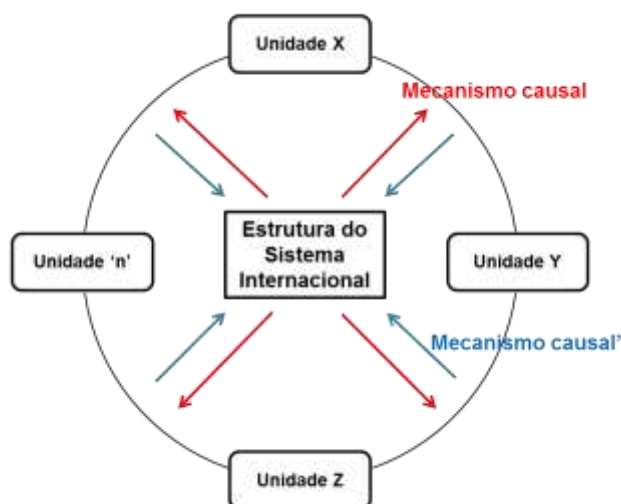 Unidade X
Mecanismo causal
Estrutura do
Sistema
Internacional
Unidade ‘n’
Unidade Y
Mecanismo causal’
Unidade Z